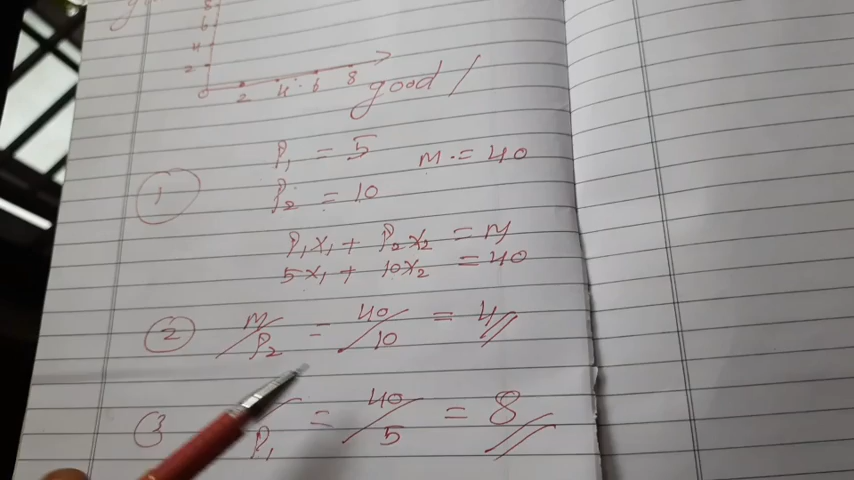 8
6
4
2
0 2 4 6 8
good 1
① P₁ = 5 M = 40
P₂ = 10
P₁X₁ + P₂X₂ = M
5X₁ + 10X₂ = 40
② M/P₂ = 40/10 = 4
③ /P₁ = 40/5 = 8